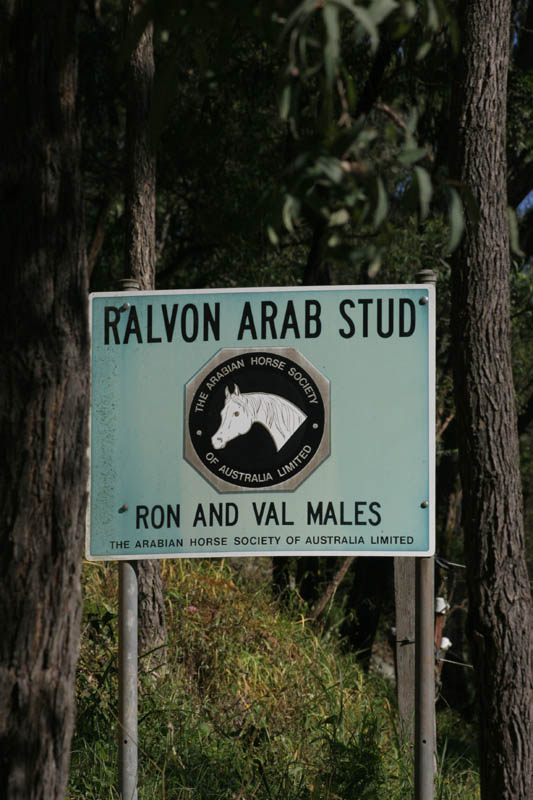 RALVON ARAB STUD
THE ARABIAN HORSE SOCIETY
OF AUSTRALIA LIMITED
RON AND VAL MALES
THE ARABIAN HORSE SOCIETY OF AUSTRALIA LIMITED